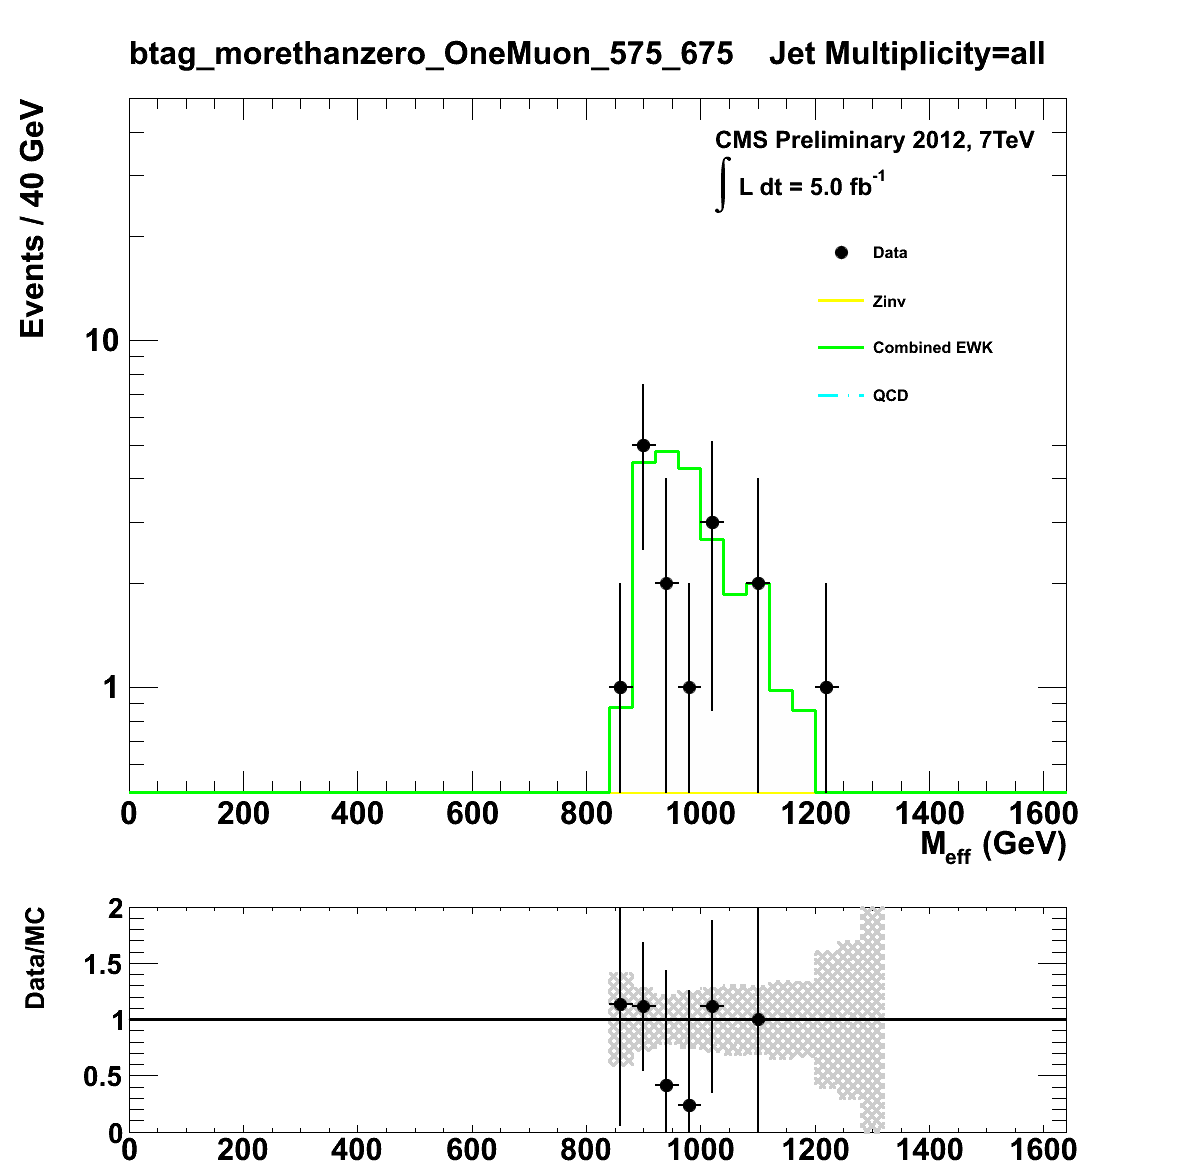 btag_morethanzero_OneMuon_575_675 Jet Multiplicity=all
Events / 40 GeV
CMS Preliminary 2012, 7TeV
∫ L dt = 5.0 fb⁻¹
Data
Zinv
Combined EWK
QCD
10
1
0 200 400 600 800 1000 1200 1400 1600
M_eff (GeV)
Data/MC
2
1.5
1
0.5
0
0 200 400 600 800 1000 1200 1400 1600